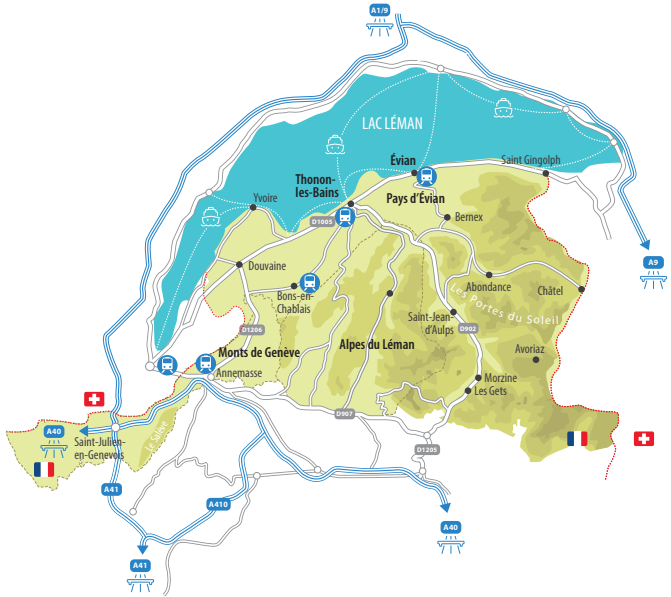 A1/9
LAC LÉMAN
Évian
Saint Gingolph
Thonon-
les-Bains
Yvoire
Pays d'Évian
D1005
Bernex
Douvaine
A9
Bons-en-
Chablais
Abondance
Châtel
Les Portes du Soleil
Saint-Jean-
d'Aulps
D1206
D902
Monts de Genève
Alpes du Léman
Avoriaz
Annemasse
Morzine
Les Gets
D907
A40
Le Salève
Saint-Julien-
en-Genevois
D1205
A41
A410
A40
A41